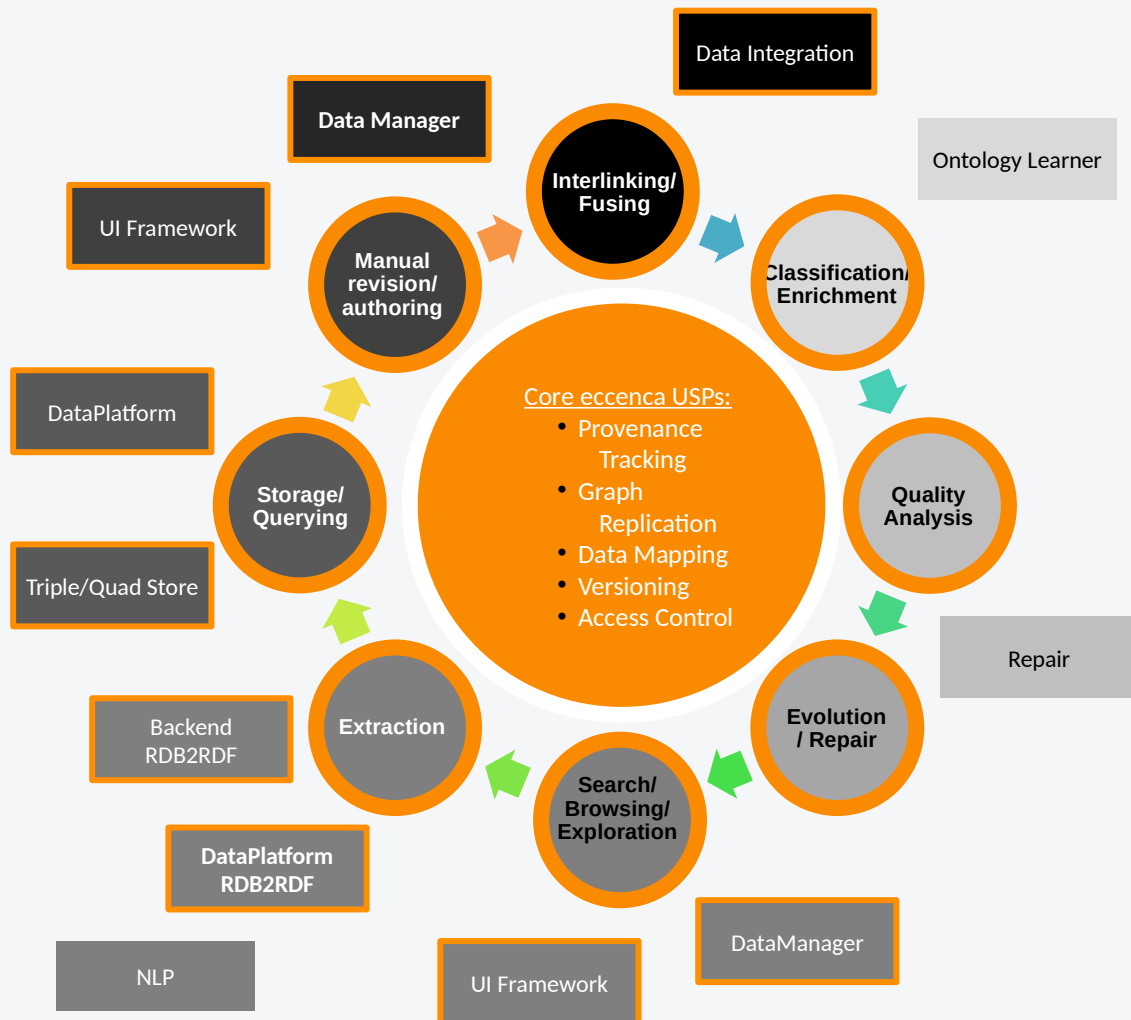 Data Integration
Data Manager
Ontology Learner
Interlinking/
Fusing
UI Framework
Manual
revision/
authoring
Classification/
Enrichment
DataPlatform
Core eccenca USPs:
• Provenance
Tracking
• Graph
Replication
• Data Mapping
• Versioning
• Access Control
Storage/
Querying
Quality
Analysis
Triple/Quad Store
Repair
Backend
RDB2RDF
Extraction
Evolution
/ Repair
Search/
Browsing/
Exploration
DataPlatform
RDB2RDF
DataManager
NLP
UI Framework